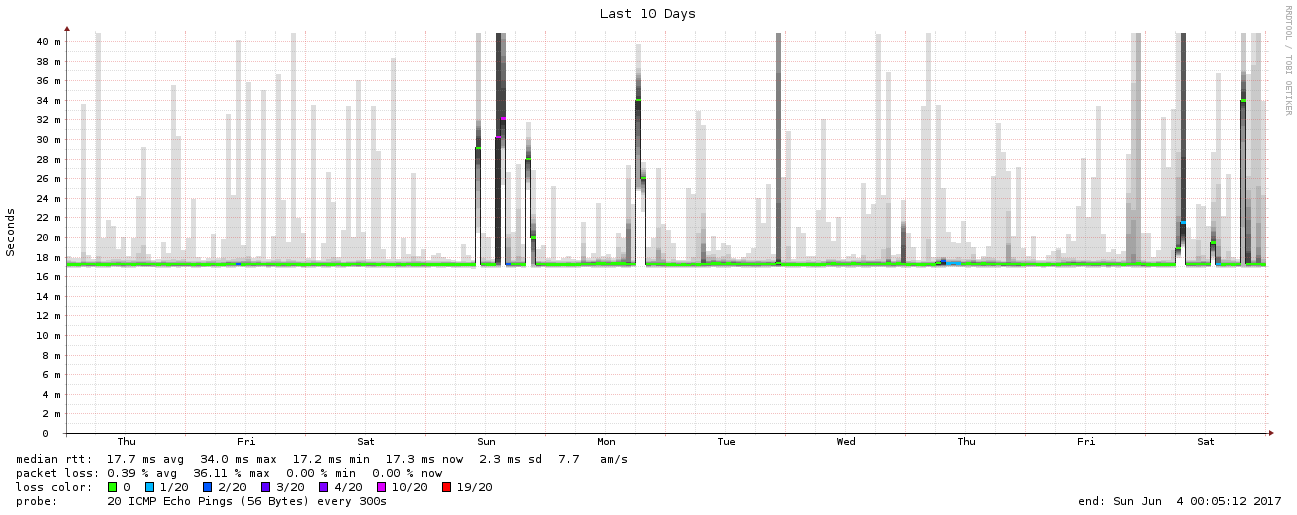 Last 10 Days
RRDTOOL / TOBI OETIKER
Seconds
40 m
38 m
36 m
34 m
32 m
30 m
28 m
26 m
24 m
22 m
20 m
18 m
16 m
14 m
12 m
10 m
8 m
6 m
4 m
2 m
0
Thu Fri Sat Sun Mon Tue Wed Thu Fri Sat
median rtt: 17.7 ms avg 34.0 ms max 17.2 ms min 17.3 ms now 2.3 ms sd 7.7 am/s
packet loss: 0.39 % avg 36.11 % max 0.00 % min 0.00 % now
loss color: 0 1/20 2/20 3/20 4/20 10/20 19/20
probe: 20 ICMP Echo Pings (56 Bytes) every 300s end: Sun Jun 4 00:05:12 2017